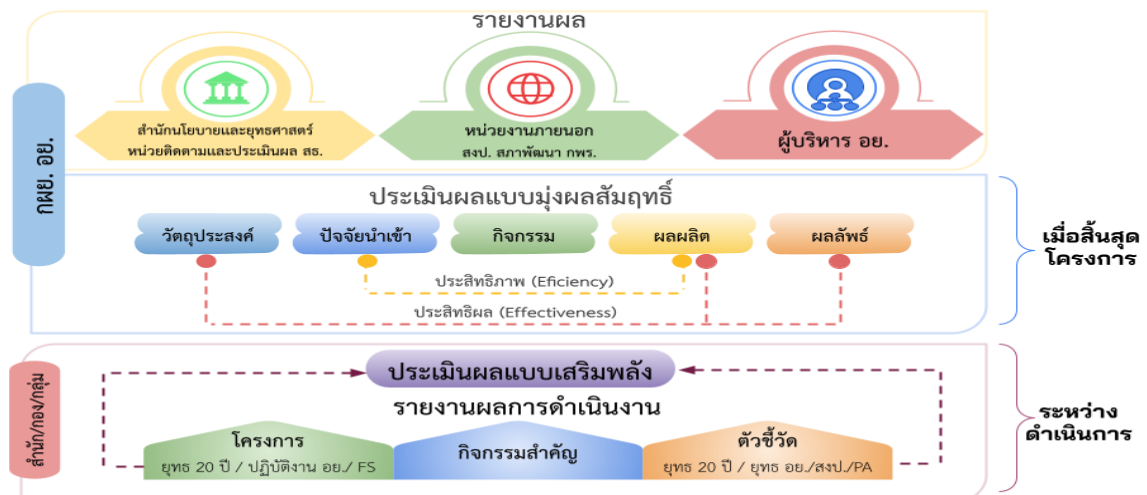 รายงานผล
กผย. อย.
สำนักนโยบายและยุทธศาสตร์
หน่วยติดตามและประเมินผล สธ.
หน่วยงานภายนอก
สงป. สภาพัฒนา กพร.
ผู้บริหาร อย.
ประเมินผลแบบมุ่งผลสัมฤทธิ์
วัตถุประสงค์
ปัจจัยนำเข้า
กิจกรรม
ผลผลิต
ผลลัพธ์
ประสิทธิภาพ (Eficiency)
ประสิทธิผล (Effectiveness)
เมื่อสิ้นสุด
โครงการ
สำนัก/กอง/กลุ่ม
ประเมินผลแบบเสริมพลัง
รายงานผลการดำเนินงาน
โครงการ
ยุทธ 20 ปี / ปฏิบัติงาน อย./ FS
กิจกรรมสำคัญ
ตัวชี้วัด
ยุทธ 20 ปี / ยุทธ อย./สงป./PA
ระหว่าง
ดำเนินการ